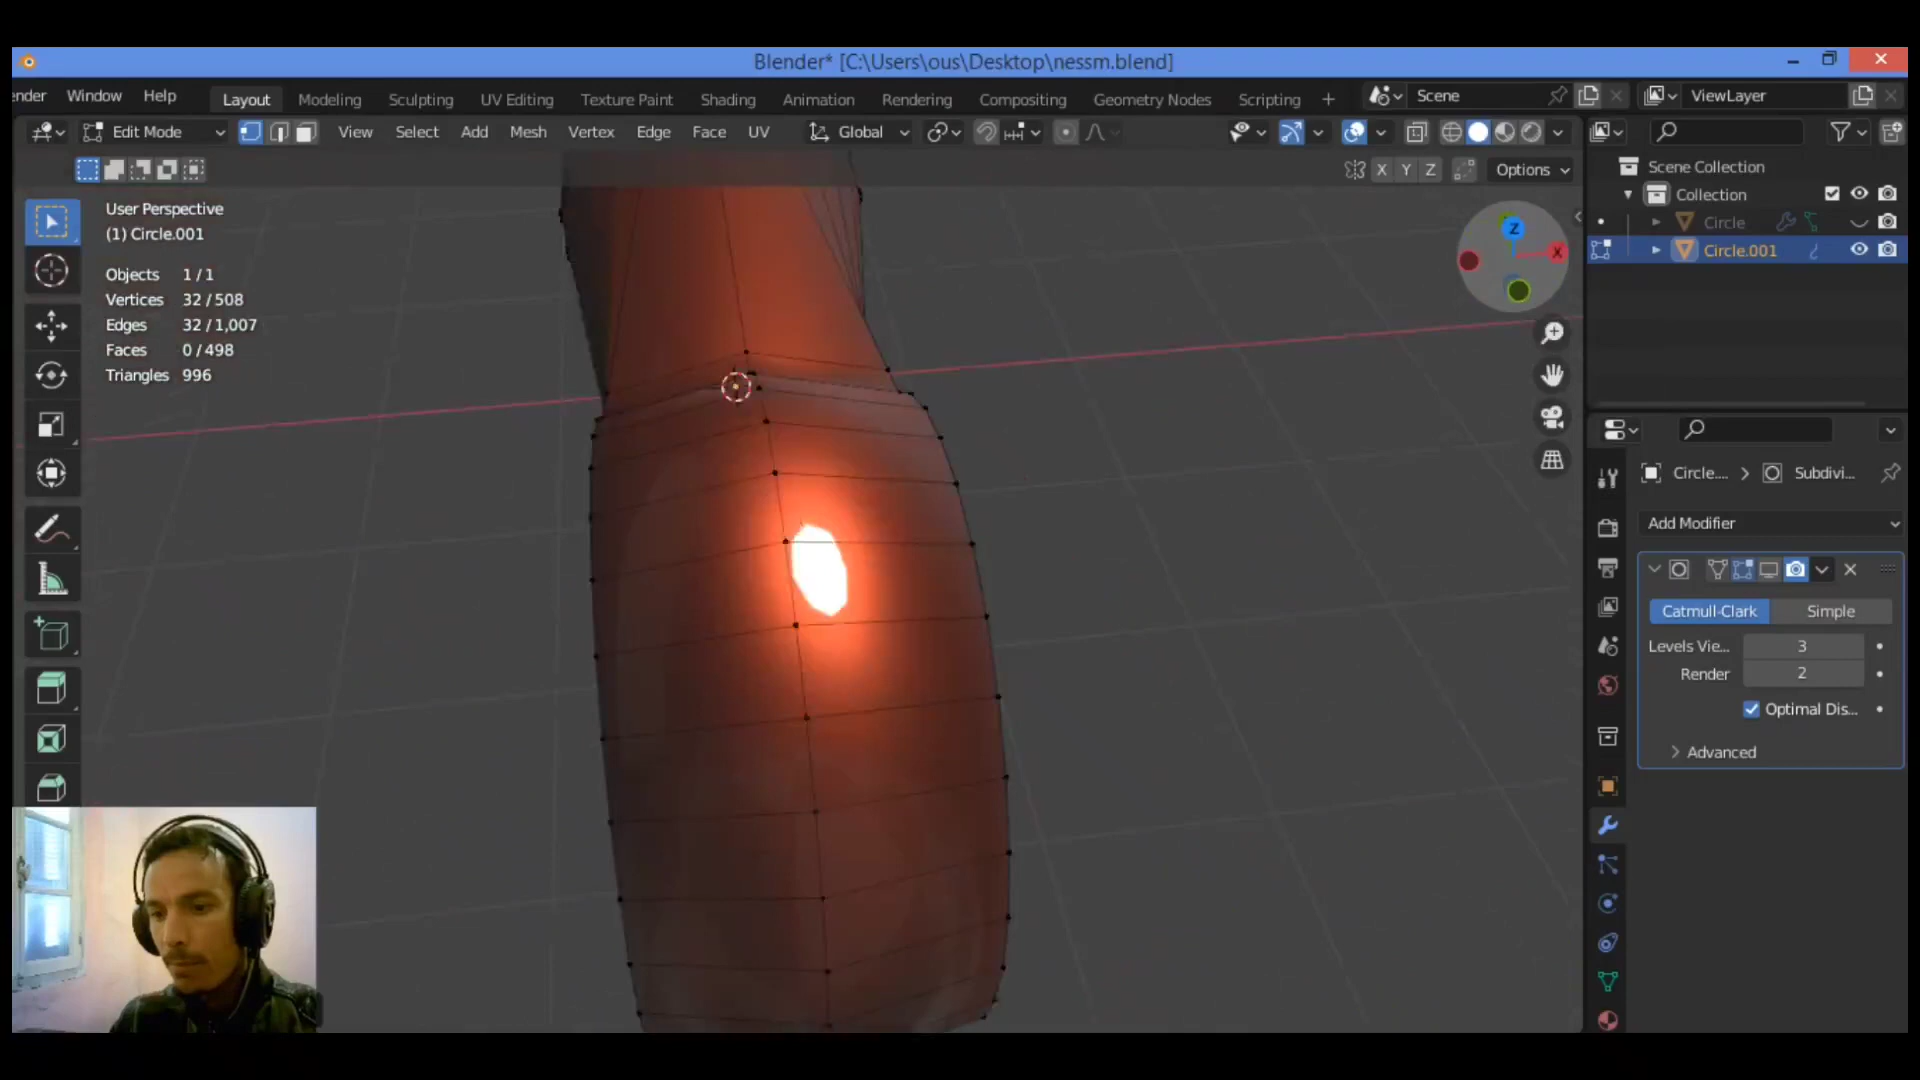 Blender* [C:\Users\ous\Desktop\nessm.blend]
nder Window Help Layout Modeling Sculpting UV Editing Texture Paint Shading Animation Rendering Compositing Geometry Nodes Scripting + Scene ViewLayer
Edit Mode View Select Add Mesh Vertex Edge Face UV Global
X Y Z Options
Scene Collection
Collection
Circle
Circle.001
User Perspective
(1) Circle.001
Objects 1 / 1
Vertices 32 / 508
Edges 32 / 1,007
Faces 0 / 498
Triangles 996
Z
X
Circle.... > Subdivi...
Add Modifier
Catmull-Clark Simple
Levels Vie... 3
Render 2
Optimal Dis...
Advanced